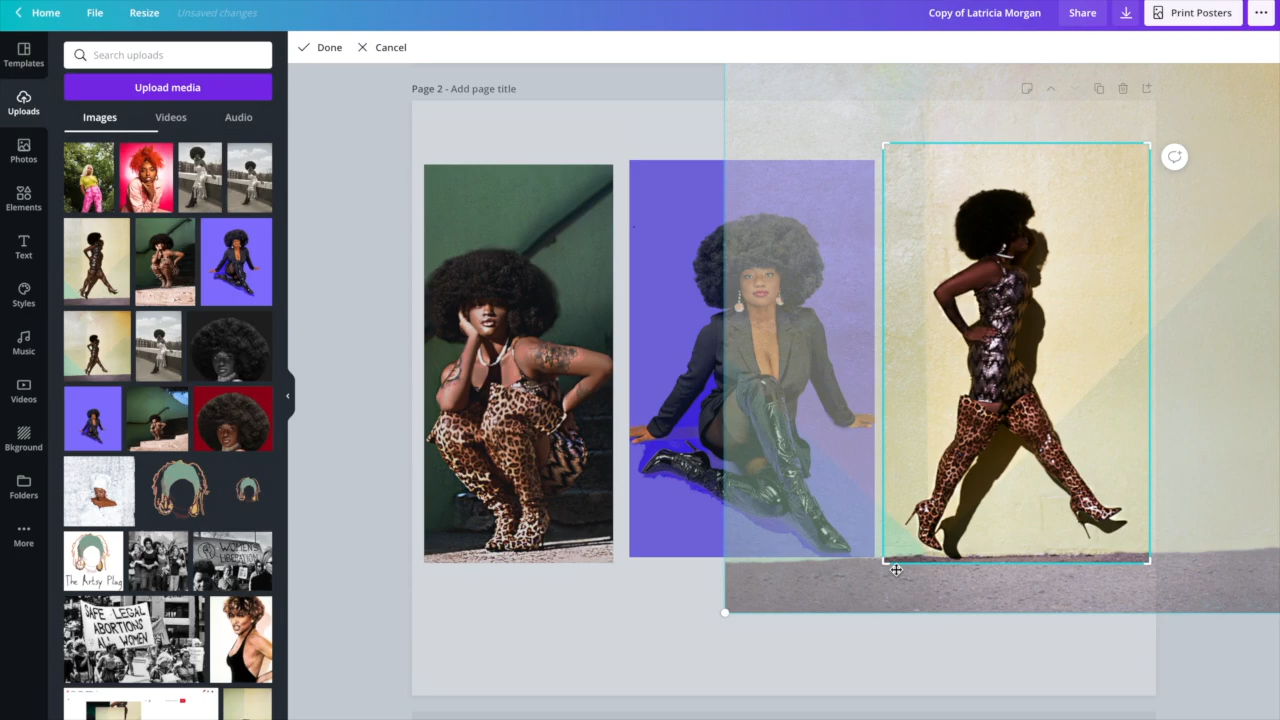 Home File Resize Unsaved changes Copy of Latricia Morgan Share Print Posters
Templates
Uploads
Photos
Elements
Text
Styles
Music
Videos
Bkground
Folders
More
Search uploads
Upload media
Images Videos Audio
The Artsy Plug
WOMEN'S
LIBERATION
SAFE LEGAL
ABORTIONS
ALL WOMEN
Done Cancel
Page 2 - Add page title